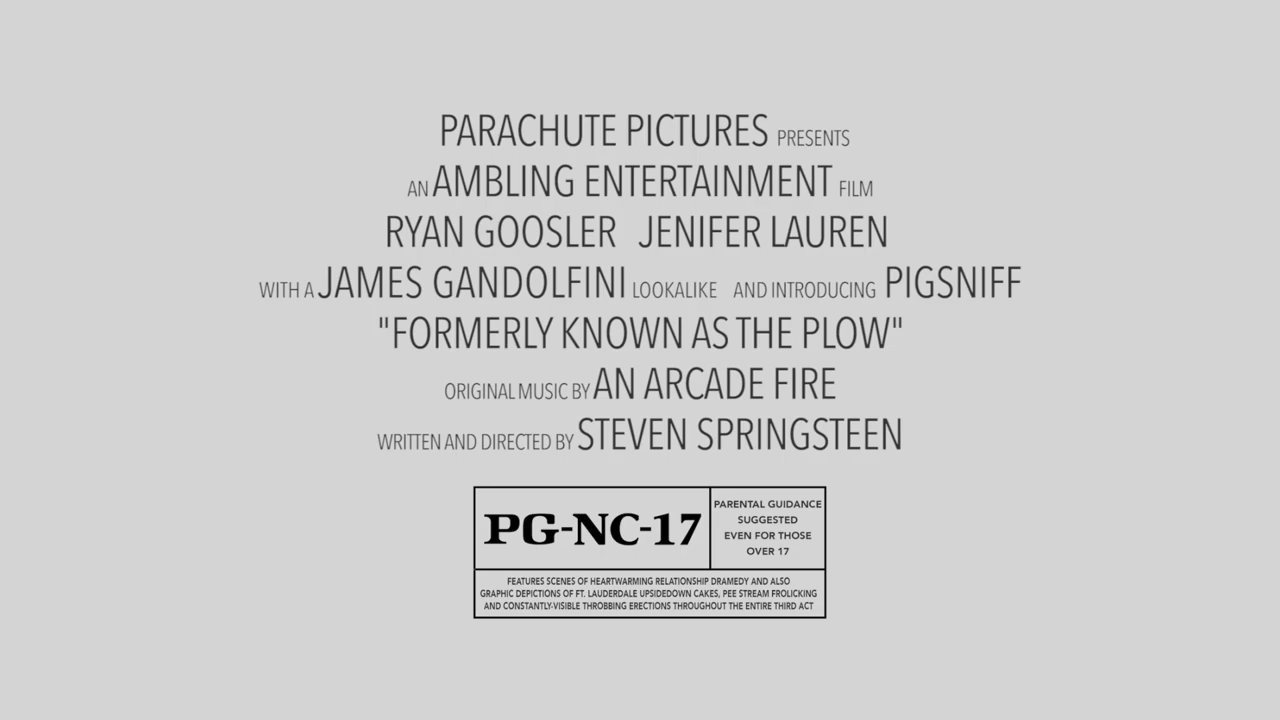 PARACHUTE PICTURES PRESENTS
AN AMBLING ENTERTAINMENT FILM
RYAN GOOSLER JENIFER LAUREN
WITH A JAMES GANDOLFINI LOOKALIKE AND INTRODUCING PIGSNIFF
"FORMERLY KNOWN AS THE PLOW"
ORIGINAL MUSIC BY AN ARCADE FIRE
WRITTEN AND DIRECTED BY STEVEN SPRINGSTEEN
PG-NC-17
PARENTAL GUIDANCE
SUGGESTED
EVEN FOR THOSE
OVER 17
FEATURES SCENES OF HEARTWARMING RELATIONSHIP DRAMEDY AND ALSO
GRAPHIC DEPICTIONS OF FT. LAUDERDALE UPSIDEDOWN CAKES, PEE STREAM FROLICKING
AND CONSTANTLY-VISIBLE THROBBING ERECTIONS THROUGHOUT THE ENTIRE THIRD ACT